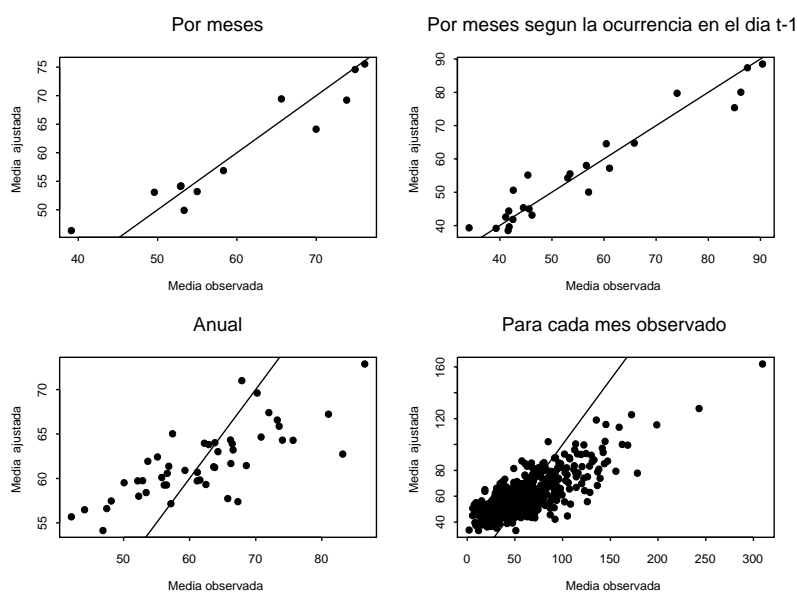 Por meses
Media ajustada
50 55 60 65 70 75
40 50 60 70
Media observada
Por meses segun la ocurrencia en el dia t-1
Media ajustada
40 50 60 70 80 90
40 50 60 70 80 90
Media observada
Anual
Media ajustada
55 60 65 70
50 60 70 80
Media observada
Para cada mes observado
Media ajustada
40 60 80 120 160
0 50 100 150 200 250 300
Media observada